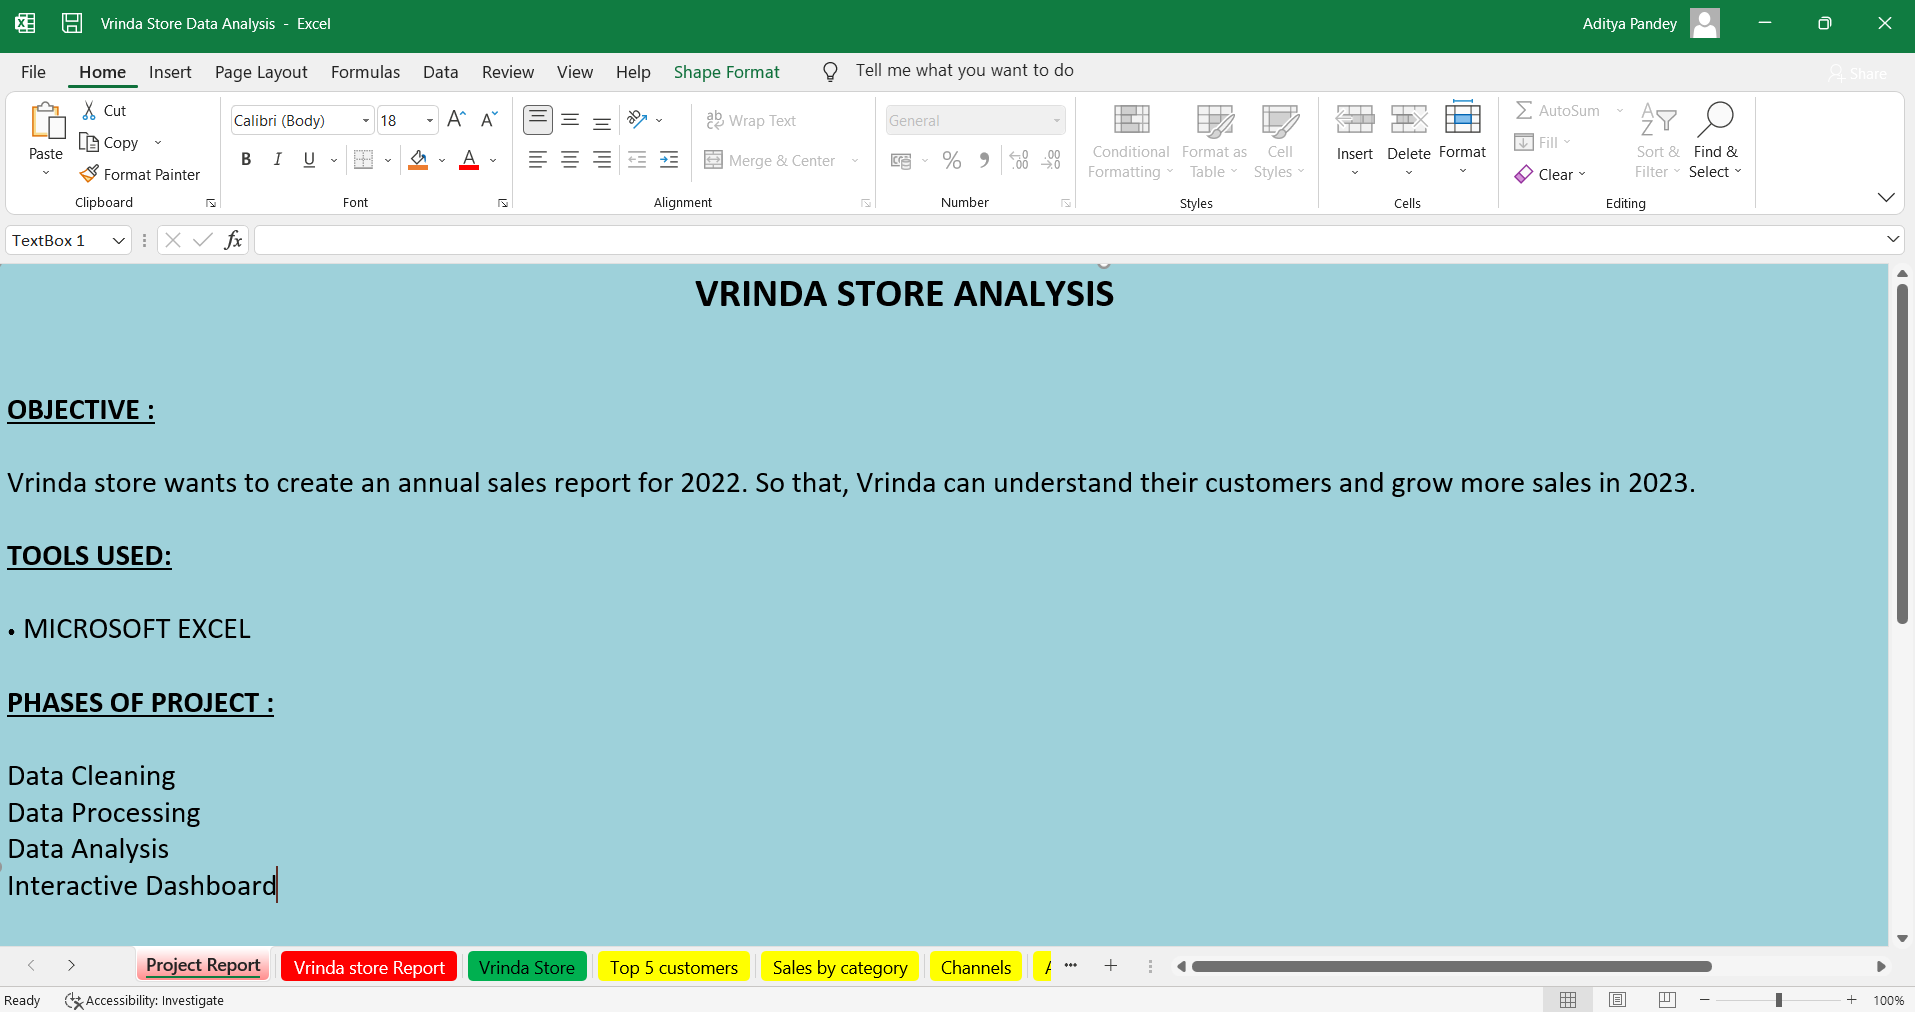 Vrinda Store Data Analysis - Excel
Aditya Pandey
File Home Insert Page Layout Formulas Data Review View Help Shape Format Tell me what you want to do Share
Paste
Cut
Copy
Format Painter
Clipboard
Calibri (Body) 18
B I U
Font
Wrap Text
Merge & Center
Alignment
General
Number
Conditional Formatting
Format as Table
Cell Styles
Styles
Insert
Delete
Format
Cells
AutoSum
Fill
Clear
Sort & Filter
Find & Select
Editing
TextBox 1
fx
VRINDA STORE ANALYSIS
OBJECTIVE :
Vrinda store wants to create an annual sales report for 2022. So that, Vrinda can understand their customers and grow more sales in 2023.
TOOLS USED:
• MICROSOFT EXCEL
PHASES OF PROJECT :
Data Cleaning
Data Processing
Data Analysis
Interactive Dashboard
Project Report Vrinda store Report Vrinda Store Top 5 customers Sales by category Channels
Ready Accessibility: Investigate 100%